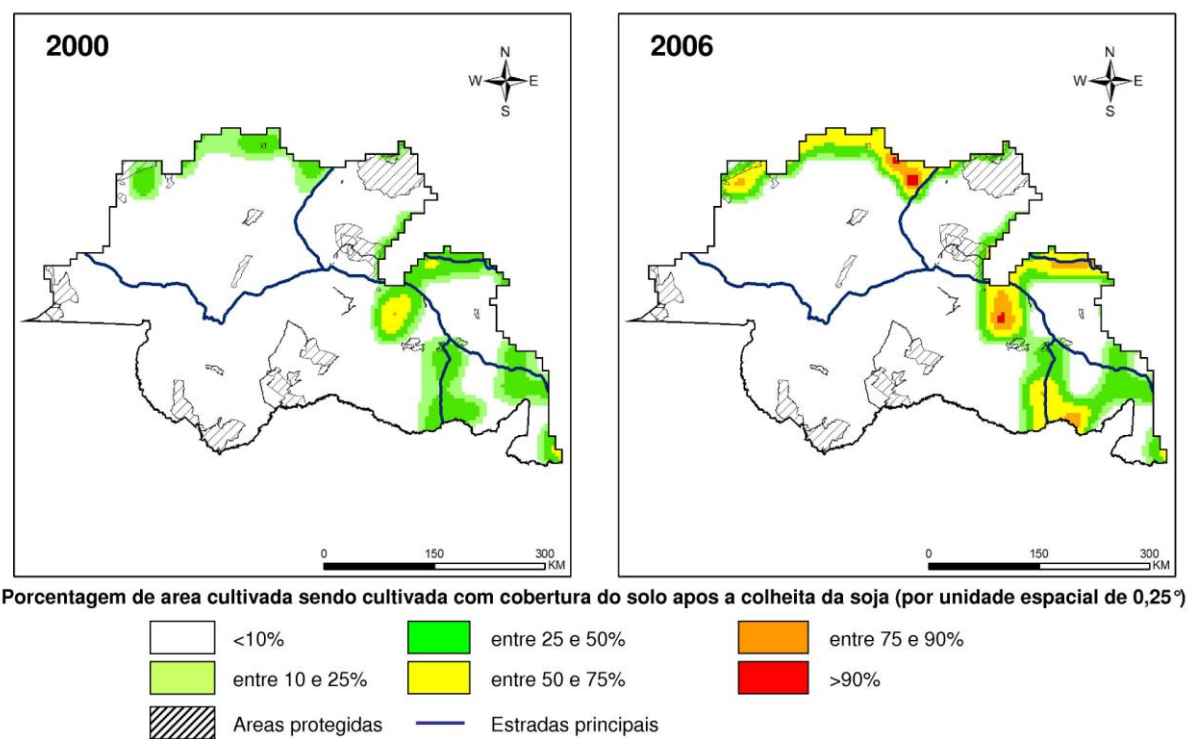 2000
N
W E
S
0 150 300
KM
2006
N
W E
S
0 150 300
KM
Porcentagem de area cultivada sendo cultivada com cobertura do solo apos a colheita da soja (por unidade espacial de 0,25°)
<10% entre 25 e 50% entre 75 e 90%
entre 10 e 25% entre 50 e 75% >90%
Areas protegidas Estradas principais